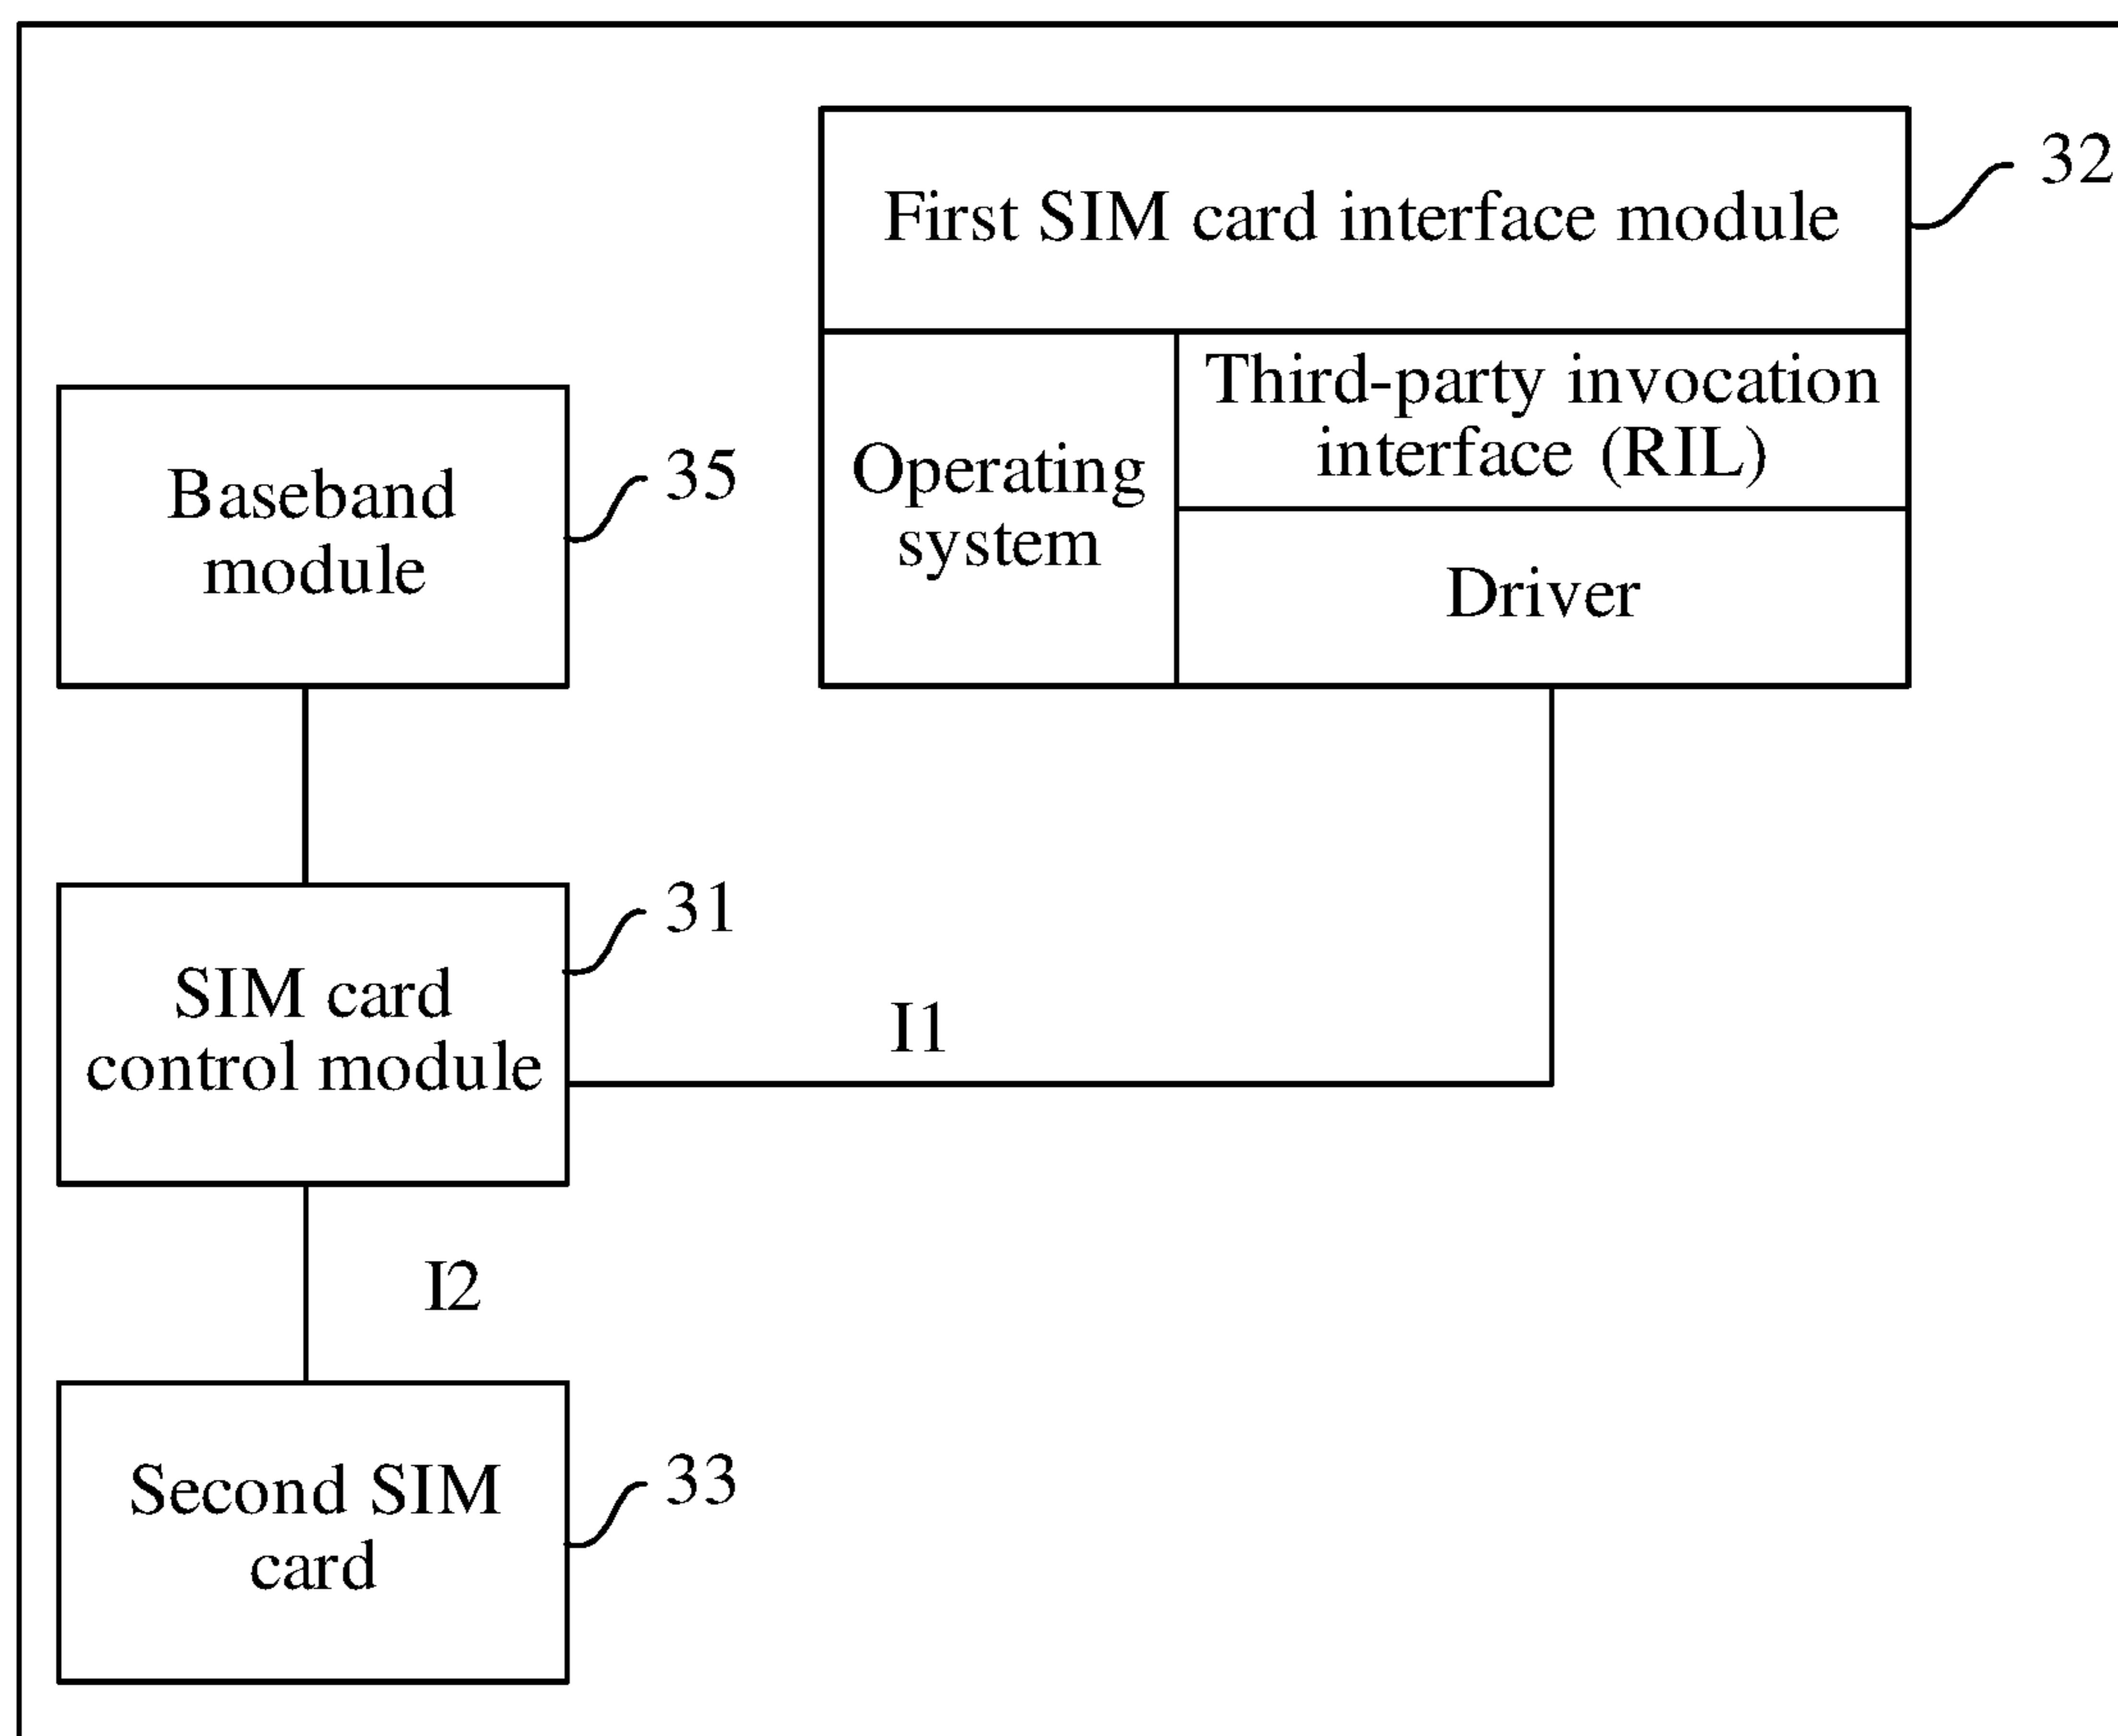 First SIM card interface module
32
Third-party invocation
interface (RIL)
Operating
system
Driver
Baseband
module
35
SIM card
control module
31
I1
I2
Second SIM
card
33